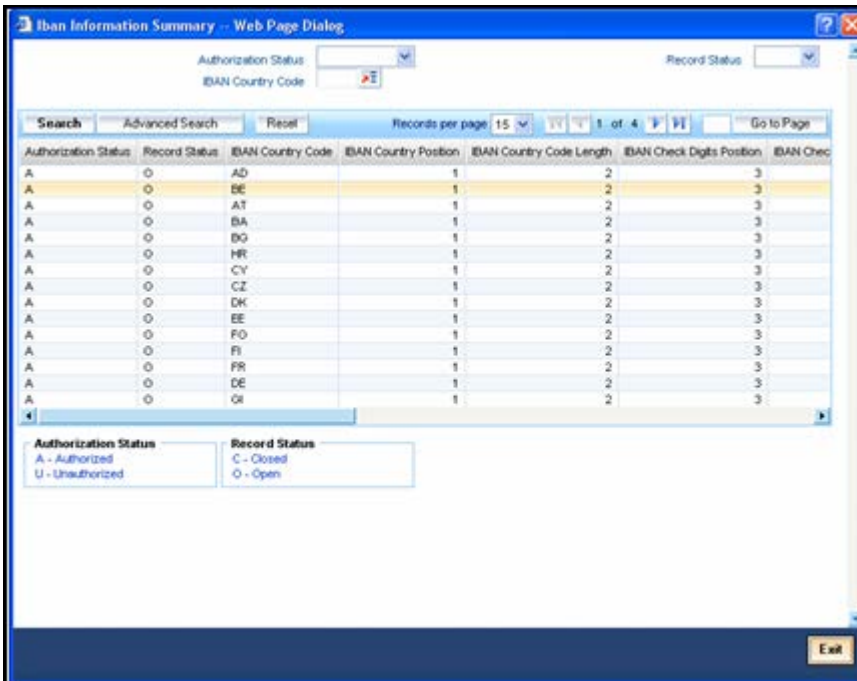 Iban Information Summary -- Web Page Dialog
Authorization Status Record Status
IBAN Country Code
Search Advanced Search Reset Records per page 15 1 of 4 Go to Page
Authorization Status Record Status IBAN Country Code IBAN Country Position IBAN Country Code Length IBAN Check Digits Position IBAN Chec
A O AD 1 2 3
A O BE 1 2 3
A O AT 1 2 3
A O BA 1 2 3
A O BG 1 2 3
A O HR 1 2 3
A O CY 1 2 3
A O CZ 1 2 3
A O DK 1 2 3
A O EE 1 2 3
A O FO 1 2 3
A O FI 1 2 3
A O FR 1 2 3
A O DE 1 2 3
A O GI 1 2 3
Authorization Status Record Status
A - Authorized C - Closed
U - Unauthorized O - Open
Exit